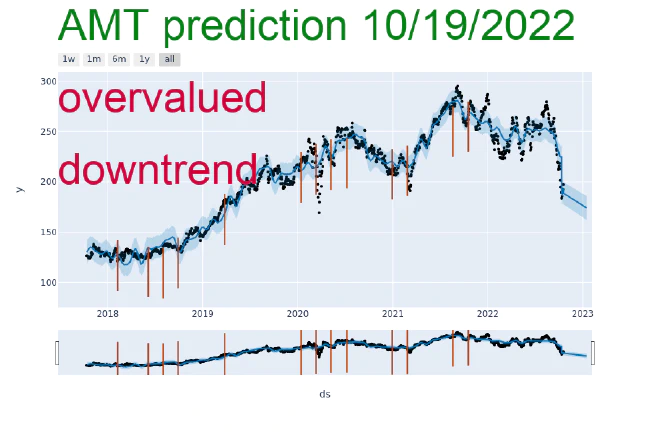 AMT prediction 10/19/2022
1w 1m 6m 1y all
300
overvalued
250
downtrend
200
y
150
100
2018 2019 2020 2021 2022 2023
ds